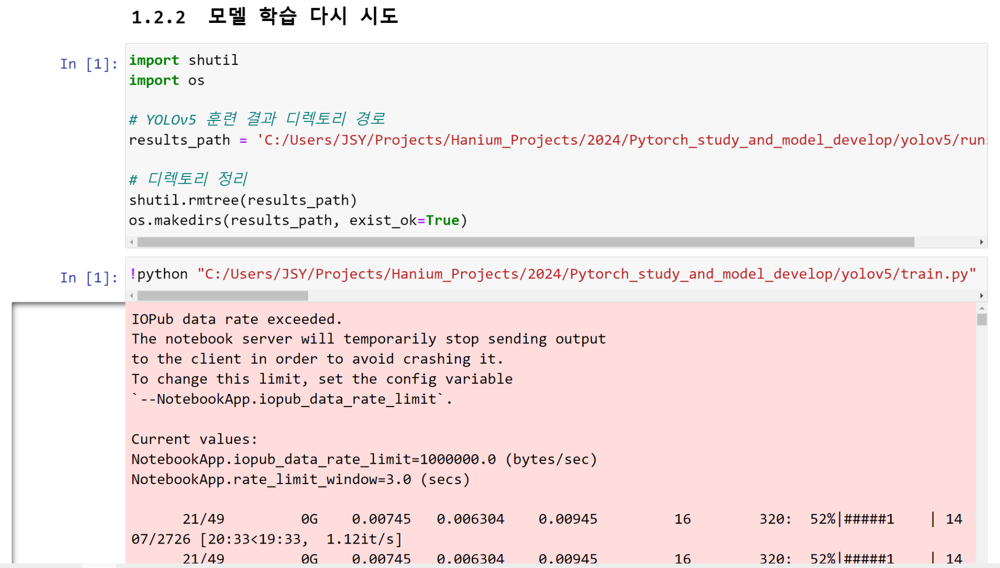 1.2.2 모델 학습 다시 시도
In [1]:
import shutil
import os
# YOLOv5 훈련 결과 디렉토리 경로
results_path = 'C:/Users/JSY/Projects/Hanium_Projects/2024/Pytorch_study_and_model_develop/yolov5/run
# 디렉토리 정리
shutil.rmtree(results_path)
os.makedirs(results_path, exist_ok=True)
In [1]:
!python "C:/Users/JSY/Projects/Hanium_Projects/2024/Pytorch_study_and_model_develop/yolov5/train.py"
IOPub data rate exceeded.
The notebook server will temporarily stop sending output
to the client in order to avoid crashing it.
To change this limit, set the config variable
`--NotebookApp.iopub_data_rate_limit`.
Current values:
NotebookApp.iopub_data_rate_limit=1000000.0 (bytes/sec)
NotebookApp.rate_limit_window=3.0 (secs)
21/49 0G 0.00745 0.006304 0.00945 16 320: 52%|#####1 | 14
07/2726 [20:33<19:33, 1.12it/s]
21/49 0G 0.00745 0.006304 0.00945 16 320: 52%|#####1 | 14